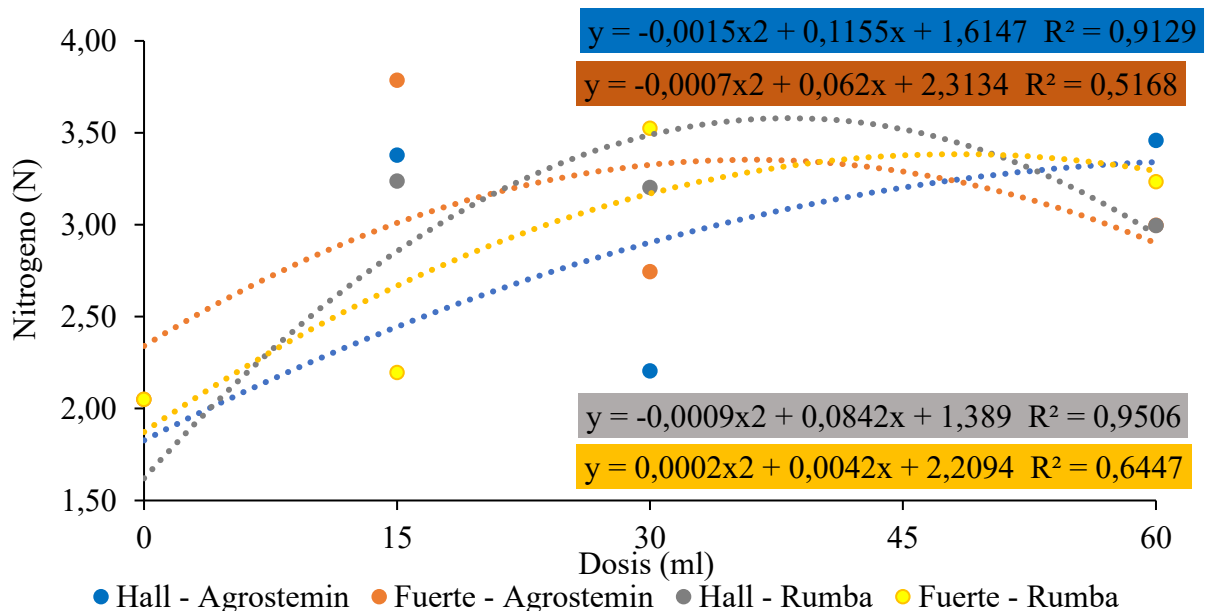 4,00
3,50
3,00
2,50
2,00
1,50
Nitrogeno (N)
y = -0,0015x2 + 0,1155x + 1,6147 R² = 0,9129
y = -0,0007x2 + 0,062x + 2,3134 R² = 0,5168
y = -0,0009x2 + 0,0842x + 1,389 R² = 0,9506
y = 0,0002x2 + 0,0042x + 2,2094 R² = 0,6447
0 15 30 45 60
Dosis (ml)
Hall - Agrostemin Fuerte - Agrostemin Hall - Rumba Fuerte - Rumba